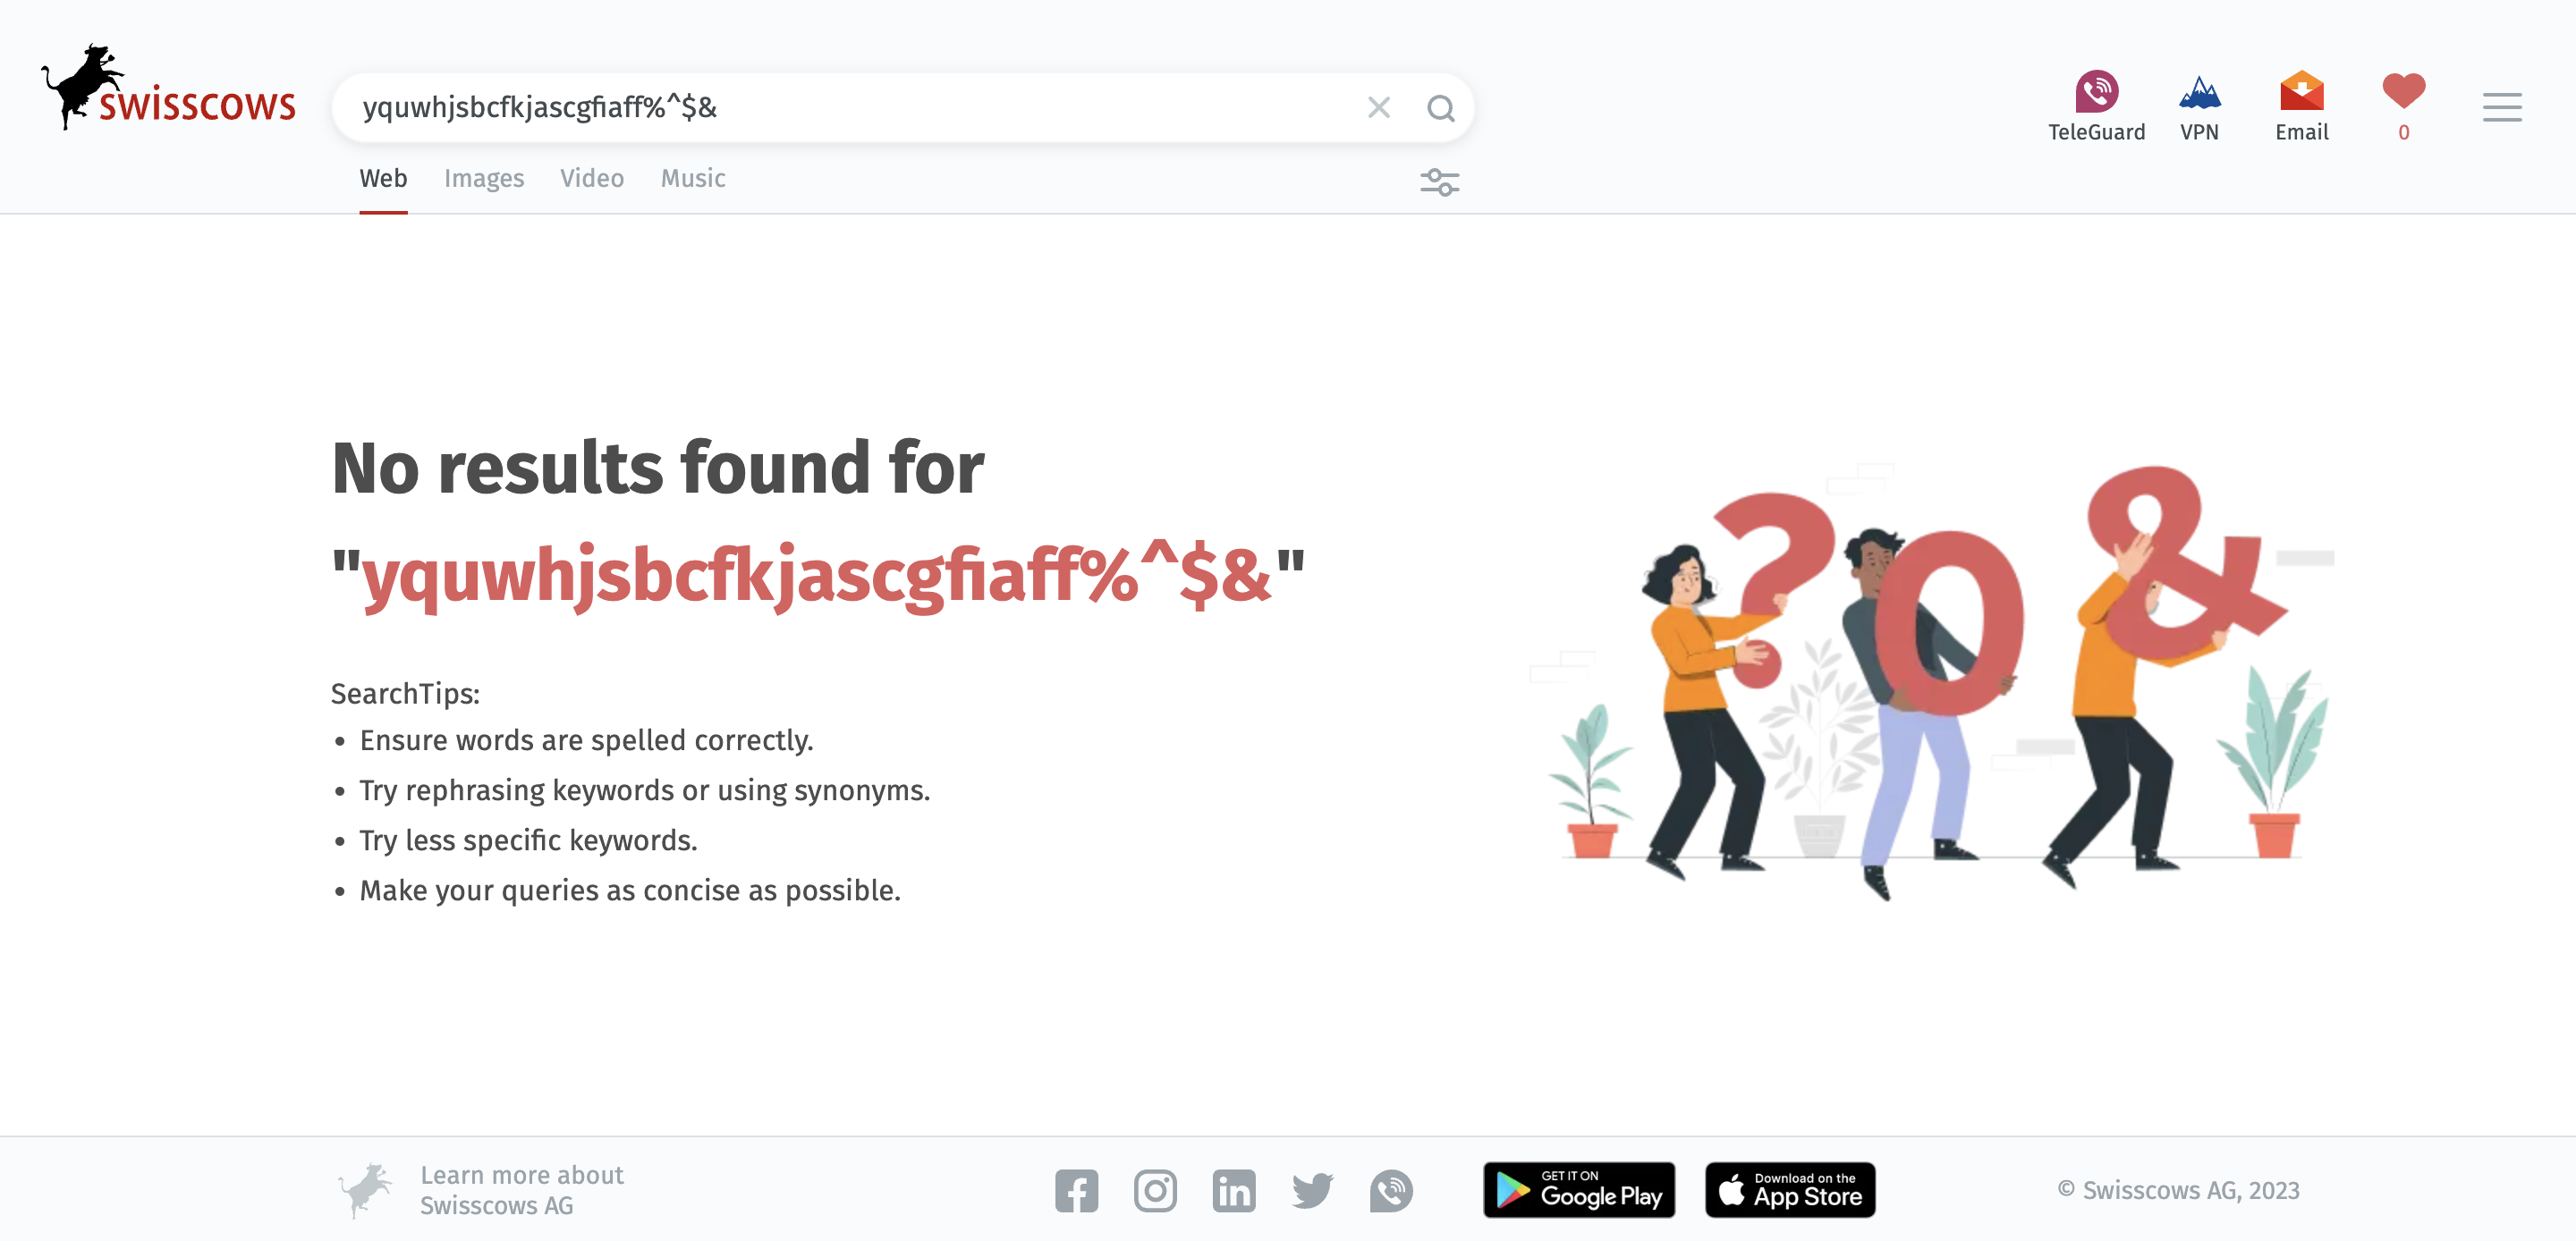 swisscows
yquwhjsbcfkjascgfiaff%^$&
TeleGuard
VPN
Email
0
Web
Images
Video
Music
No results found for
"yquwhjsbcfkjascgfiaff%^$&"
?0&
SearchTips:
• Ensure words are spelled correctly.
• Try rephrasing keywords or using synonyms.
• Try less specific keywords.
• Make your queries as concise as possible.
Learn more about
Swisscows AG
GET IT ON
Google Play
Download on the
App Store
© Swisscows AG, 2023